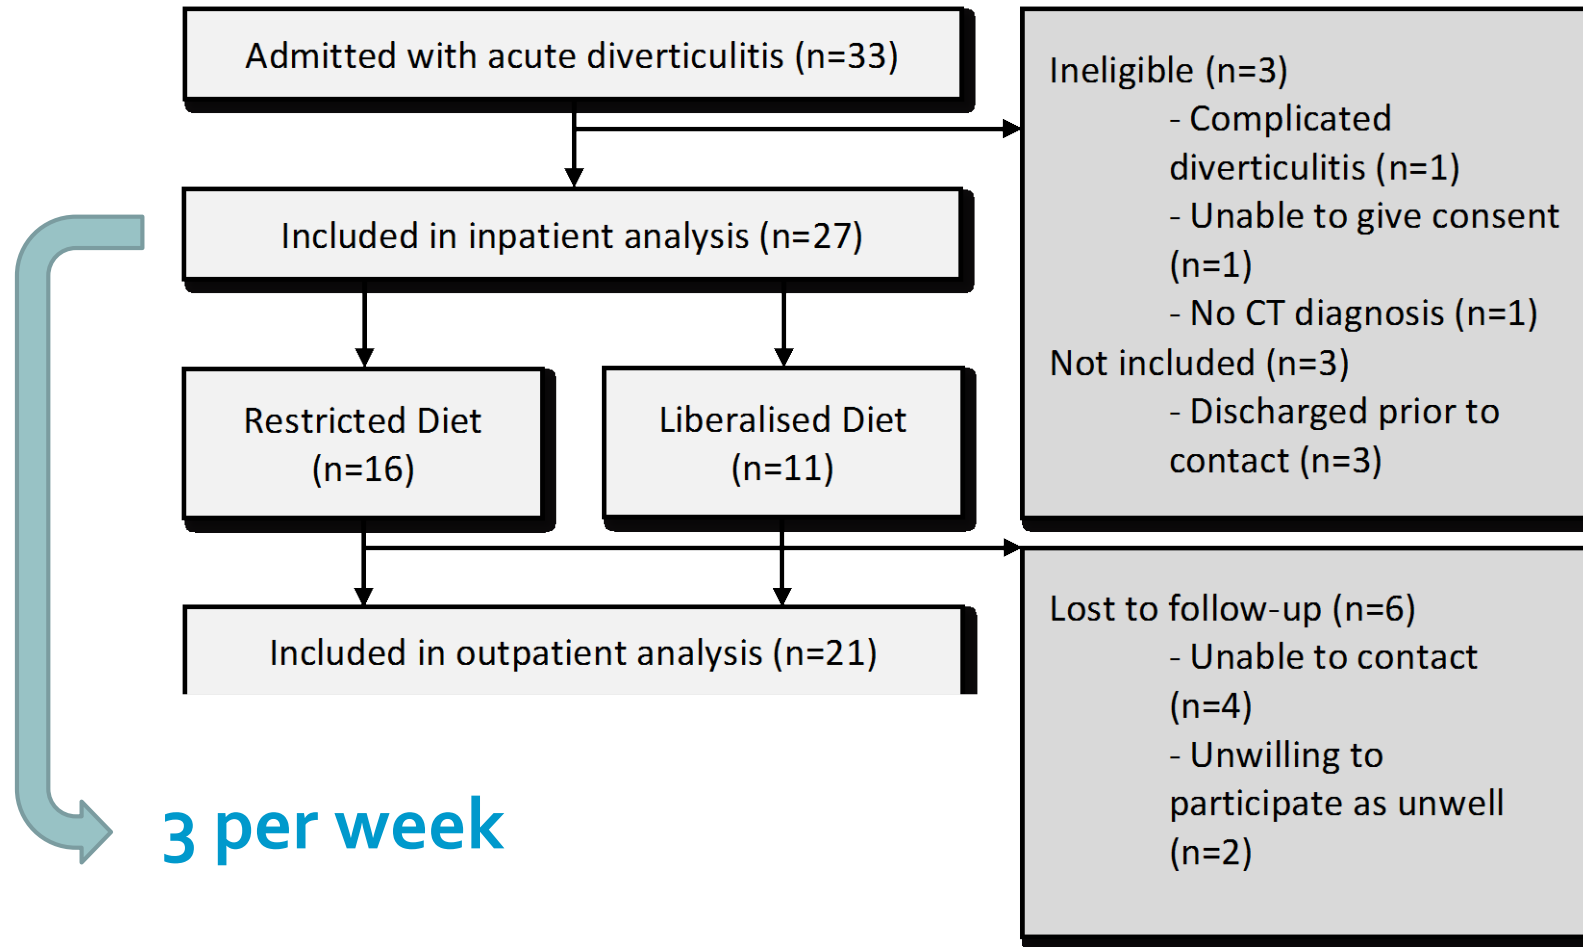 Admitted with acute diverticulitis (n=33)
Ineligible (n=3)
- Complicated
diverticulitis (n=1)
- Unable to give consent
(n=1)
- No CT diagnosis (n=1)
Not included (n=3)
- Discharged prior to
contact (n=3)
Included in inpatient analysis (n=27)
Restricted Diet
(n=16)
Liberalised Diet
(n=11)
Lost to follow-up (n=6)
- Unable to contact
(n=4)
- Unwilling to
participate as unwell
(n=2)
Included in outpatient analysis (n=21)
3 per week